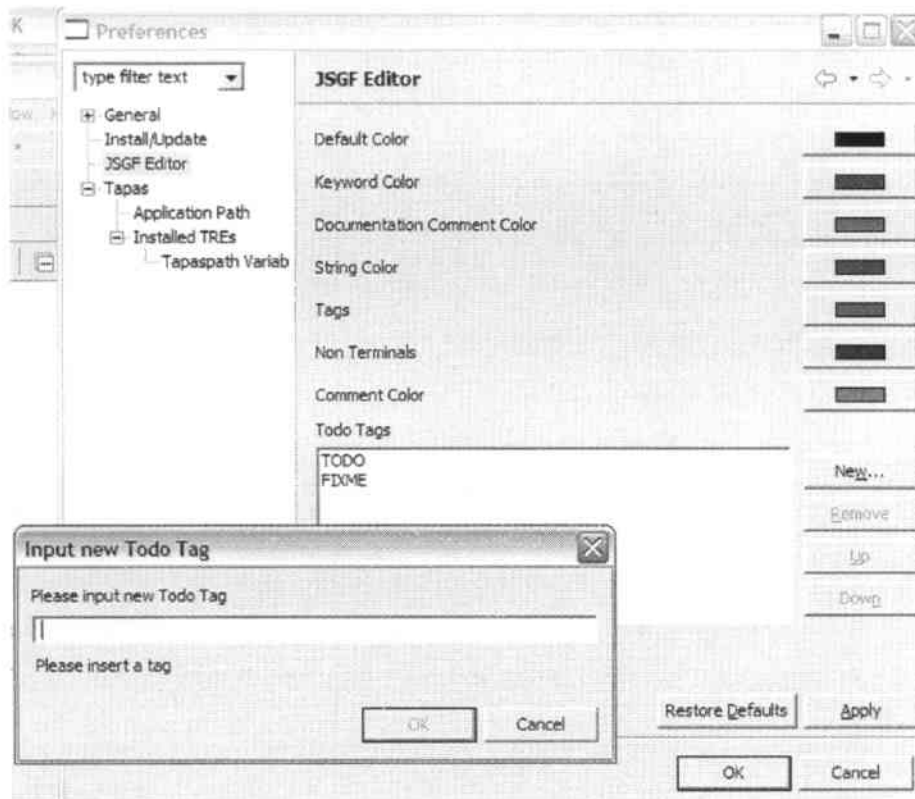 K
Preferences
type filter text
JSGF Editor
General
Install/Update
JSGF Editor
Tapas
Application Path
Installed TREs
Tapaspath Variab
Default Color
Keyword Color
Documentation Comment Color
String Color
Tags
Non Terminals
Comment Color
Todo Tags
TODO
FIXME
New...
Remove
Up
Down
Input new Todo Tag
Please input new Todo Tag
Please insert a tag
OK
Cancel
Restore Defaults
Apply
OK
Cancel